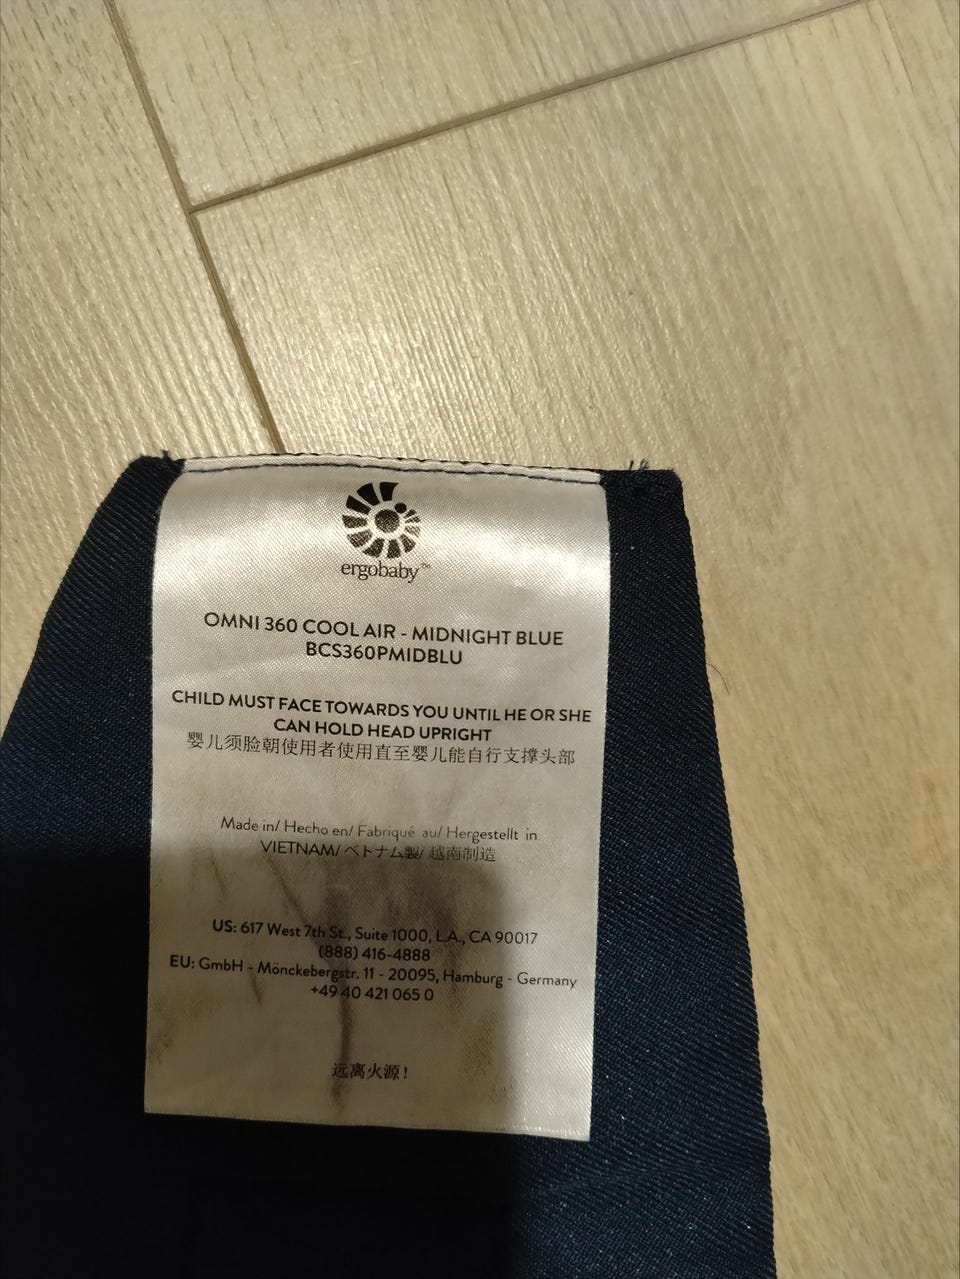 ergobaby™
OMNI 360 COOL AIR - MIDNIGHT BLUE
BCS360PMIDBLU
CHILD MUST FACE TOWARDS YOU UNTIL HE OR SHE
CAN HOLD HEAD UPRIGHT
婴儿须脸朝使用者使用直至婴儿能自行支撑头部
Made in/ Hecho en/ Fabriqué au/ Hergestellt in
VIETNAM/ ベトナム製/ 越南制造
US: 617 West 7th St., Suite 1000, L.A., CA 90017
(888) 416-4888
EU: GmbH - Mönckebergstr. 11 - 20095, Hamburg - Germany
+49 40 421 065 0
远离火源!